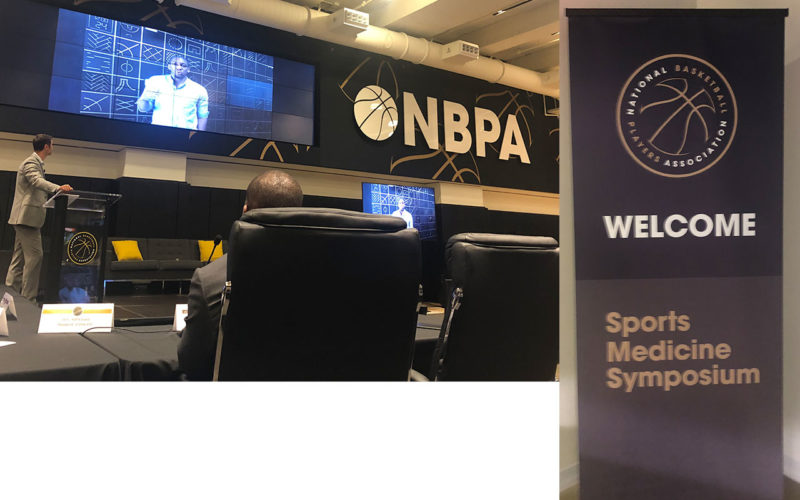 NBPA
NATIONAL BASKETBALL
PLAYERS ASSOCIATION
WELCOME
Sports
Medicine
Symposium